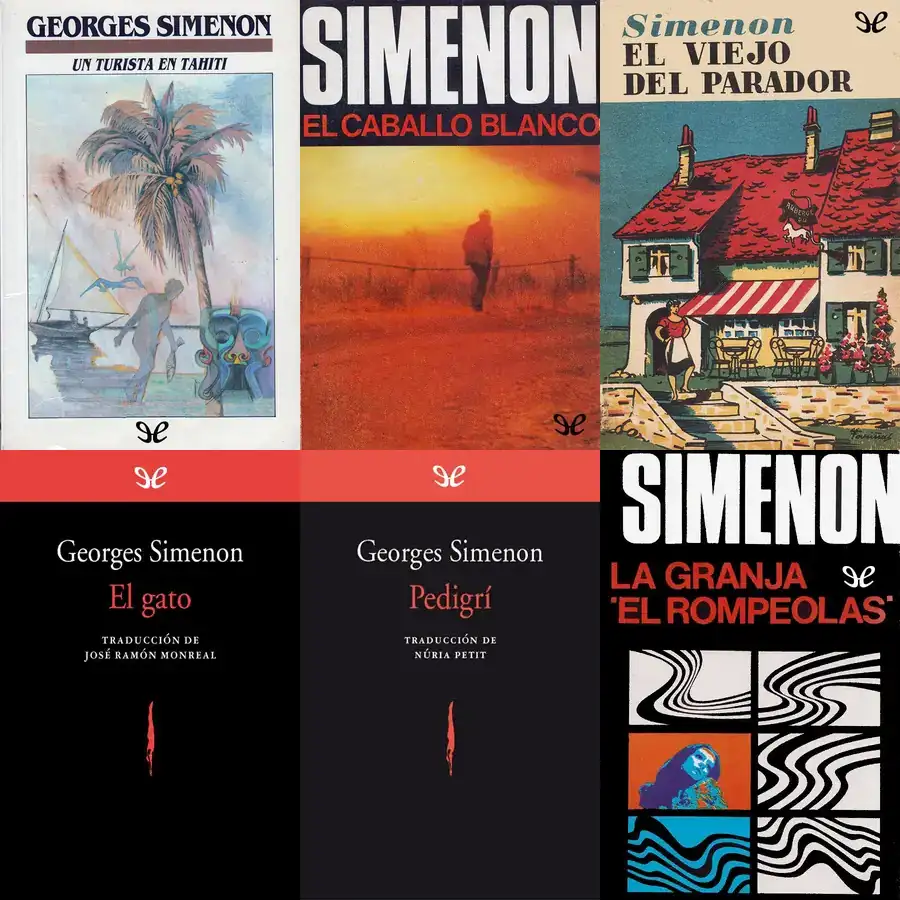 GEORGES SIMENON
UN TURISTA EN TAHITI
SIMENON
EL CABALLO BLANCO
Simenon
EL VIEJO
DEL PARADOR
AUBERGE
Georges Simenon
El gato
TRADUCCIÓN DE
JOSÉ RAMÓN MONREAL
Georges Simenon
Pedigrí
TRADUCCIÓN DE
NÚRIA PETIT
SIMENON
LA GRANJA
"EL ROMPEOLAS"